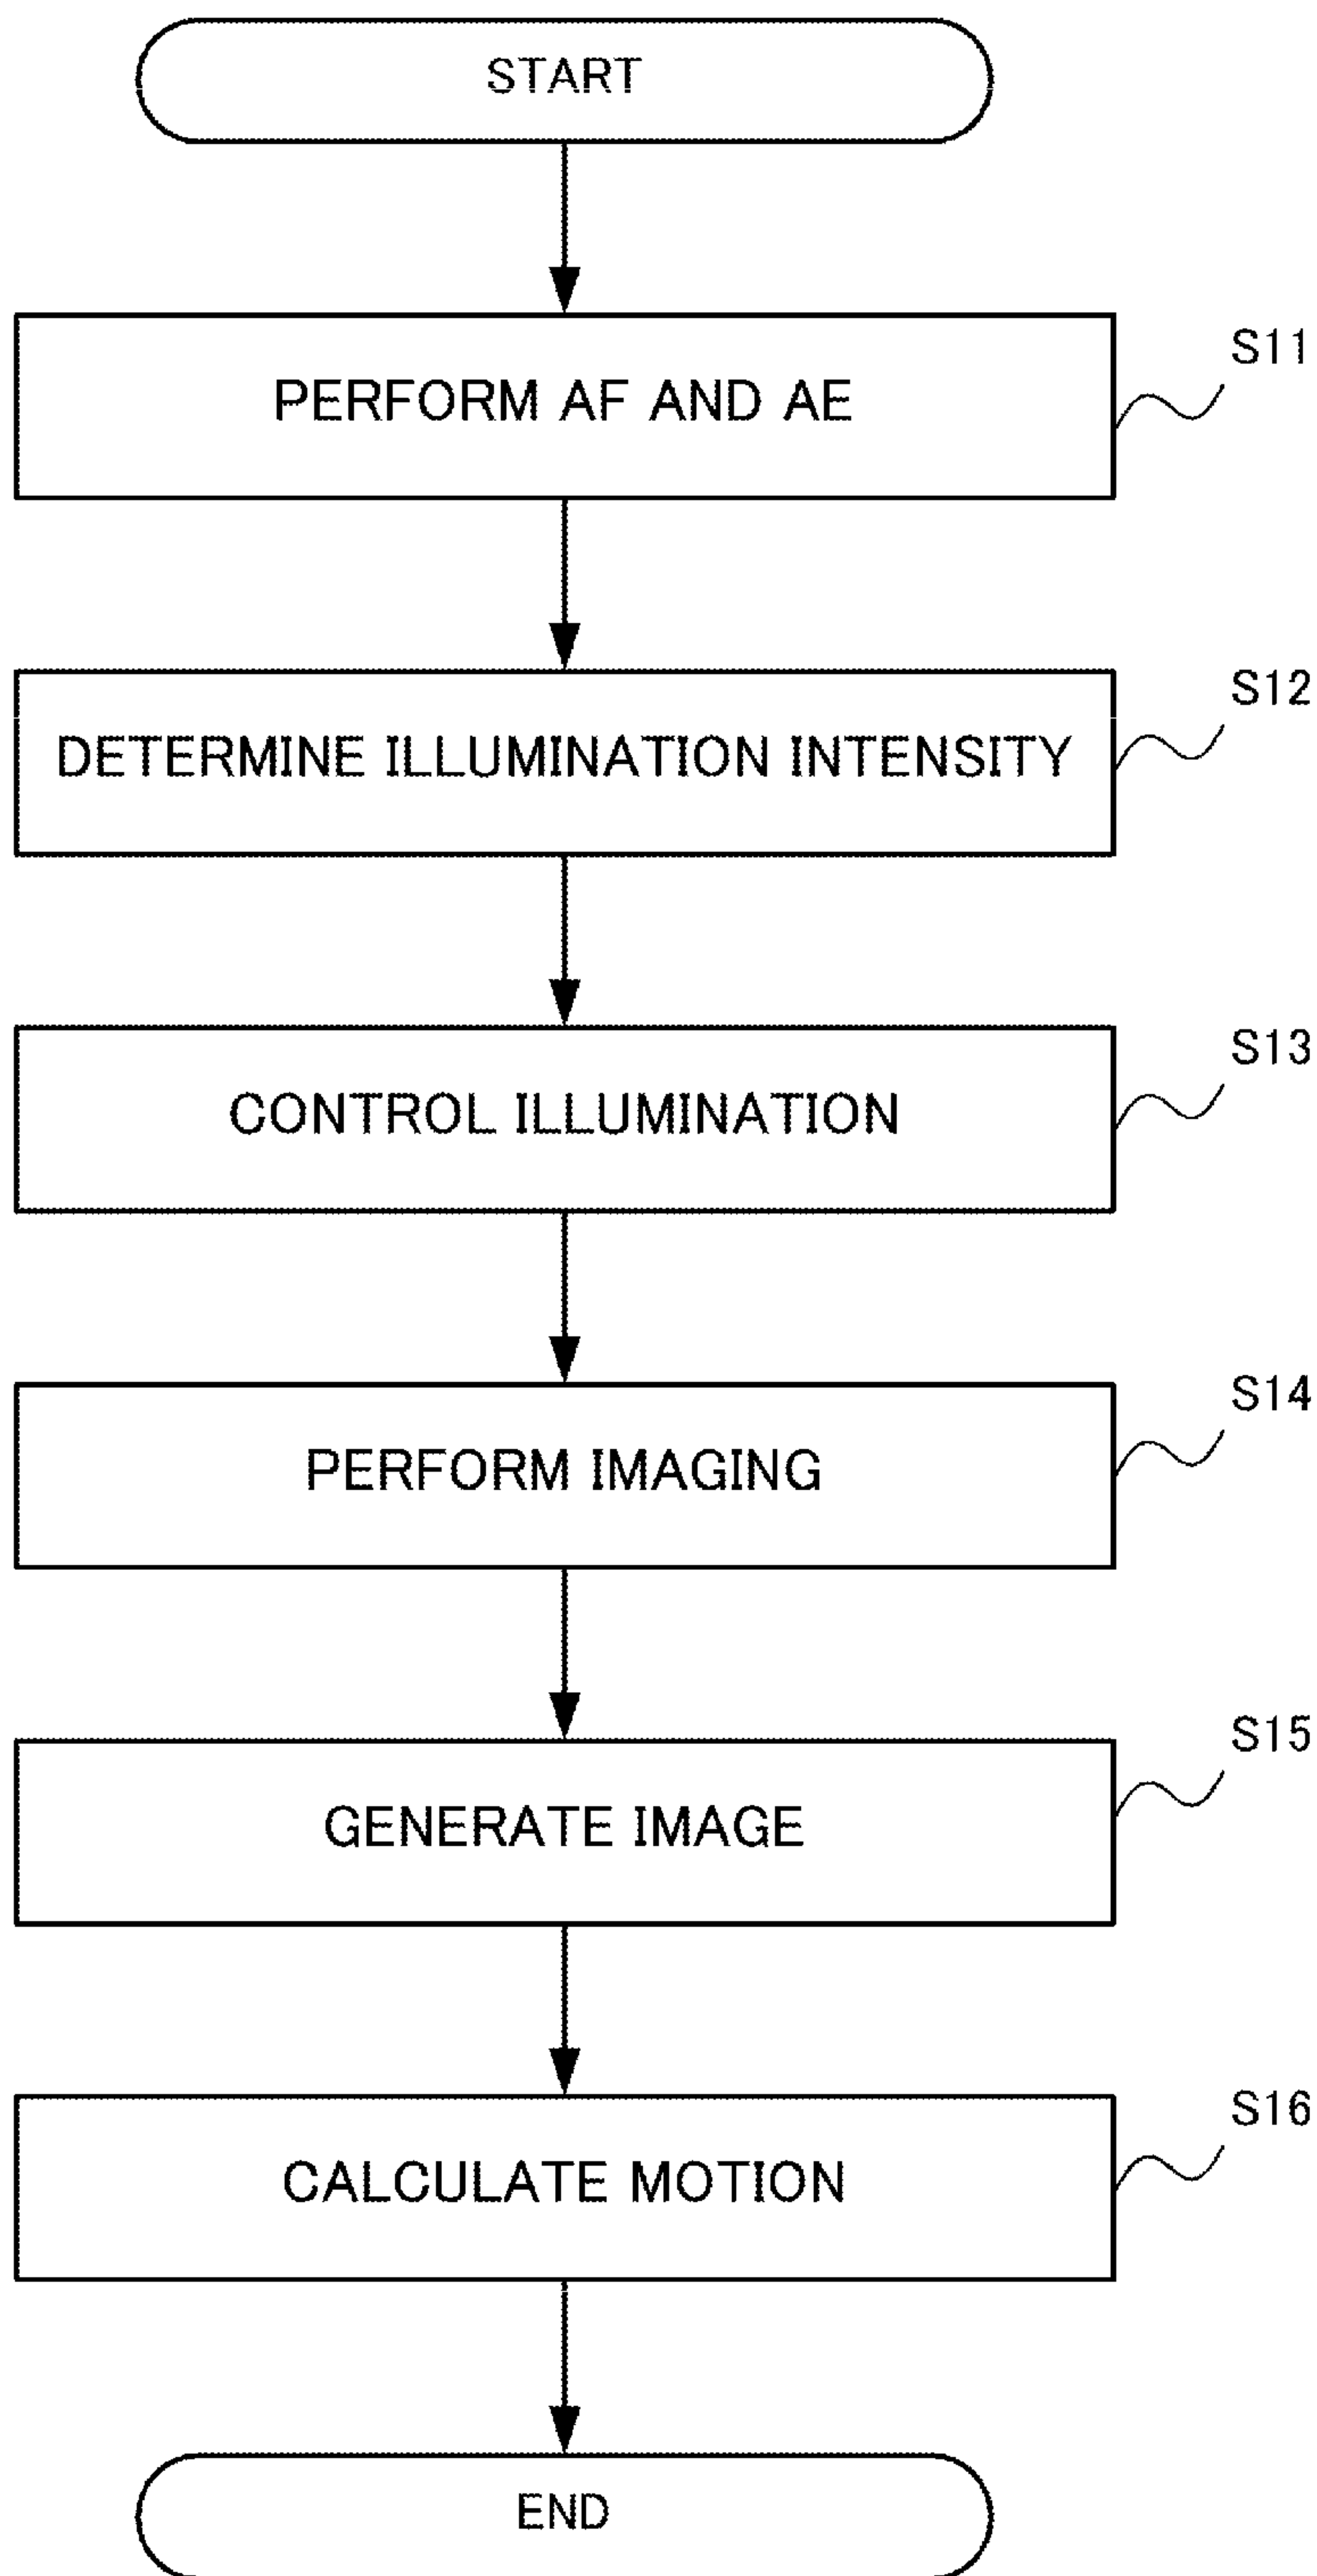 START
PERFORM AF AND AE
S11
DETERMINE ILLUMINATION INTENSITY
S12
CONTROL ILLUMINATION
S13
PERFORM IMAGING
S14
GENERATE IMAGE
S15
CALCULATE MOTION
S16
END